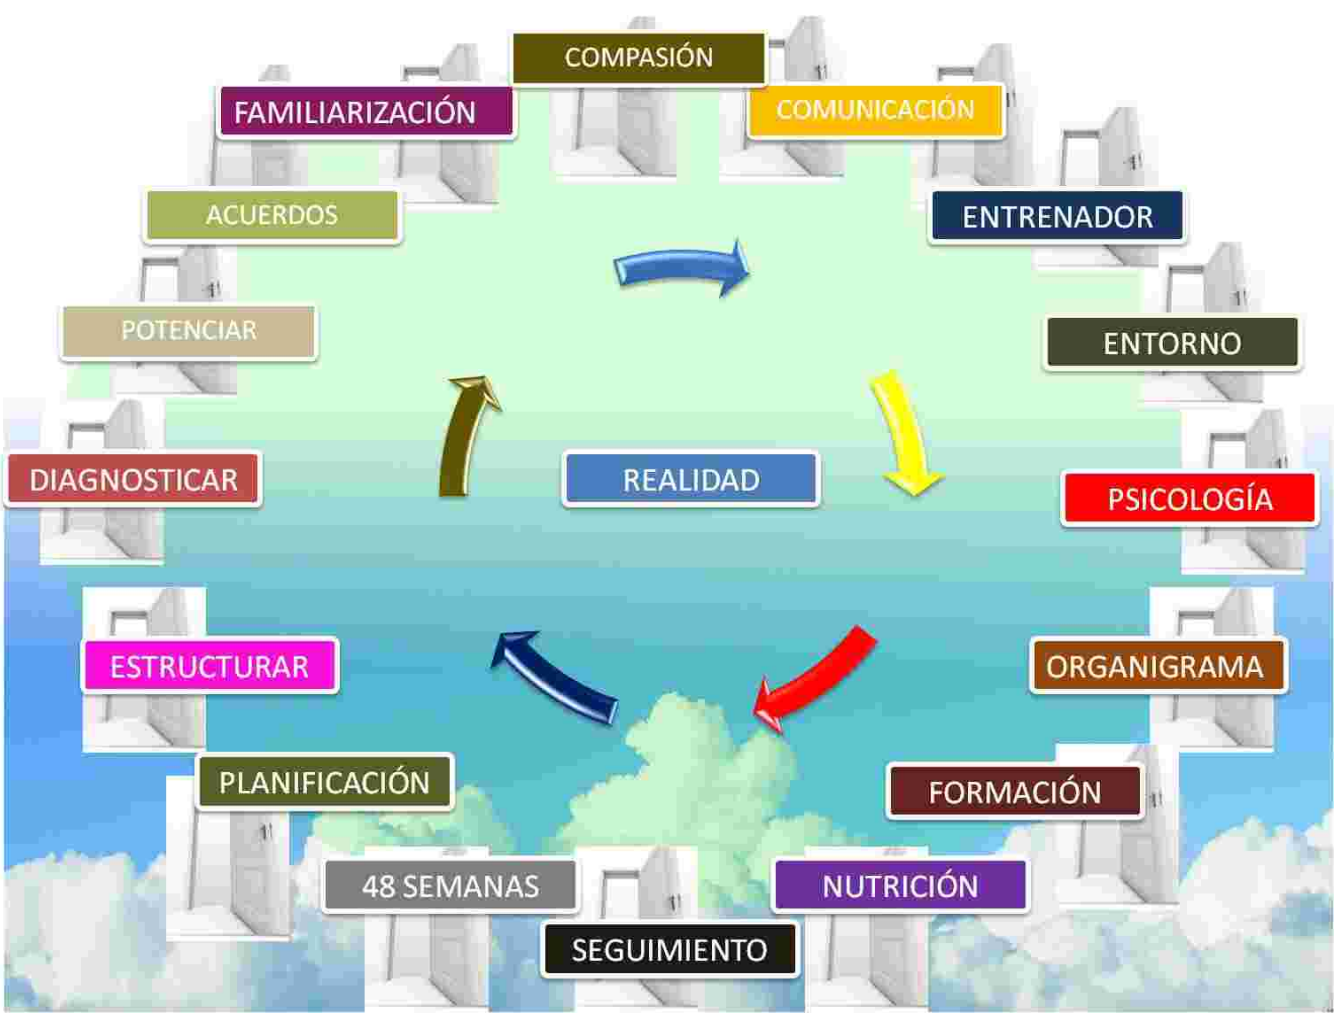 COMPASIÓN
FAMILIARIZACIÓN
COMUNICACIÓN
ACUERDOS
ENTRENADOR
POTENCIAR
ENTORNO
DIAGNOSTICAR
REALIDAD
PSICOLOGÍA
ESTRUCTURAR
ORGANIGRAMA
PLANIFICACIÓN
FORMACIÓN
48 SEMANAS
NUTRICIÓN
SEGUIMIENTO